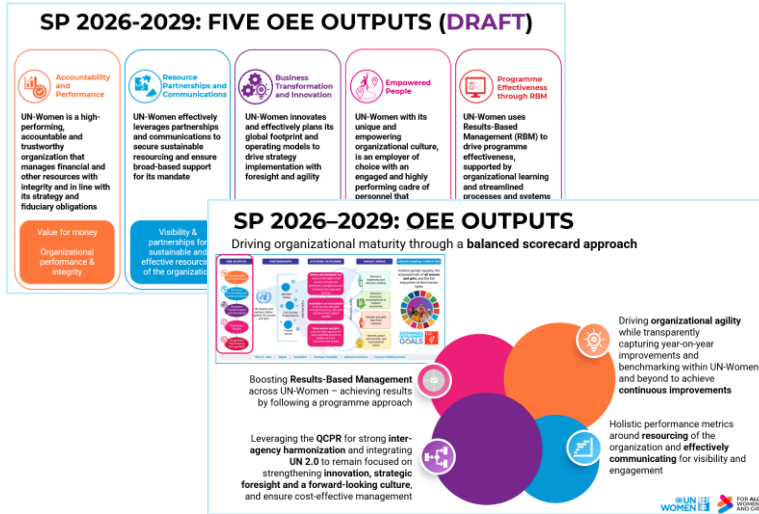 SP 2026-2029: FIVE OEE OUTPUTS (DRAFT)
Accountability
and
Performance
UN-Women is a high-
performing,
accountable and
trustworthy
organization that
manages financial and
other resources with
integrity and in line with
its strategy and
fiduciary obligations
Value for money
Organizational
performance &
integrity
Resource
Partnerships and
Communications
UN-Women effectively
leverages partnerships
and communications to
secure sustainable
resourcing and ensure
broad-based support
for its mandate
Visibility &
partnerships for
sustainable and
effective resourcing
of the organization
Business
Transformation
and Innovation
UN-Women innovates
and effectively plans its
global footprint and
operating models to
drive strategy
implementation with
foresight and agility
Empowered
People
UN-Women with its
unique and
empowering
organizational culture,
is an employer of
choice with an
engaged and highly
performing cadre of
personnel that
Programme
Effectiveness
through RBM
UN-Women uses
Results-Based
Management (RBM) to
drive programme
effectiveness,
supported by
organizational learning
and streamlined
processes and systems
SP 2026–2029: OEE OUTPUTS
Driving organizational maturity through a balanced scorecard approach
SUSTAINABLE
DEVELOPMENT
GOALS
Boosting Results-Based Management
across UN-Women – achieving results
by following a programme approach
Leveraging the QCPR for strong inter-
agency harmonization and integrating
UN 2.0 to remain focused on
strengthening innovation, strategic
foresight and a forward-looking culture,
and ensure cost-effective management
Driving organizational agility
while transparently
capturing year-on-year
improvements and
benchmarking within UN-Women
and beyond to achieve
continuous improvements
Holistic performance metrics
around resourcing of the
organization and effectively
communicating for visibility and
engagement
UN
WOMEN
FOR ALL
WOMEN
AND GIR